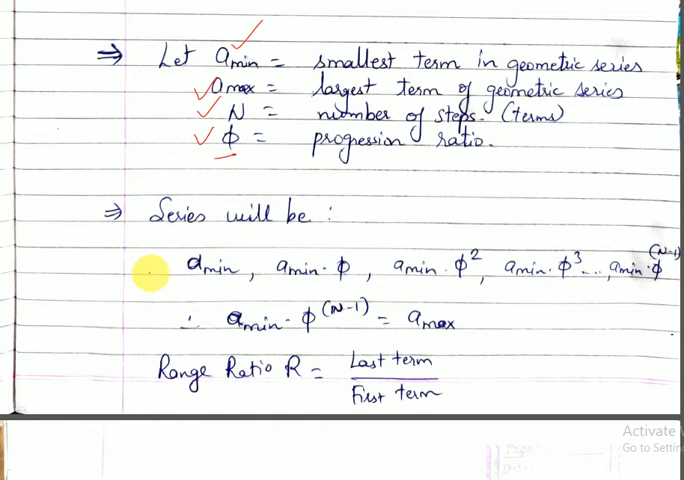 ⇒ Let amin = smallest term in geometric series
amax = largest term of geometric series
N = number of steps. (terms)
ϕ = progression ratio.
⇒ Series will be :
amin, amin·ϕ, amin·ϕ², amin·ϕ³..., amin·ϕ^(N-1)
∴ amin·ϕ^(N-1) = amax
Range Ratio R = Last term / First term
Activate
Go to Settin